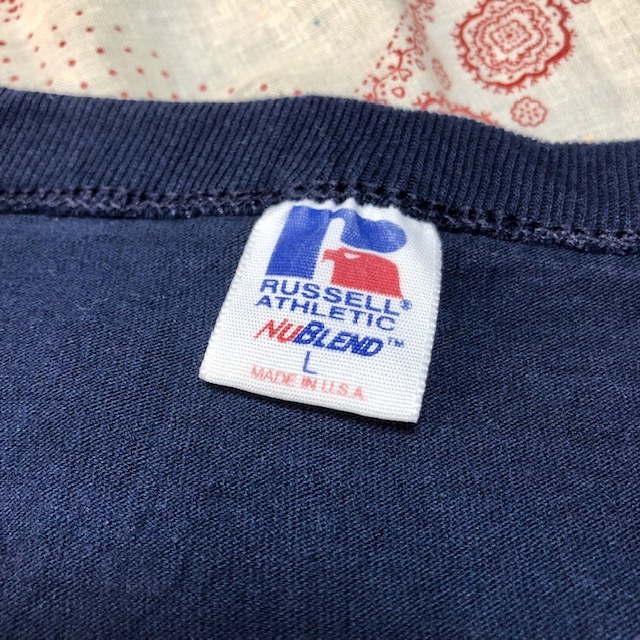 RUSSELL®
ATHLETIC
NUBLEND™
L
MADE IN U.S.A.